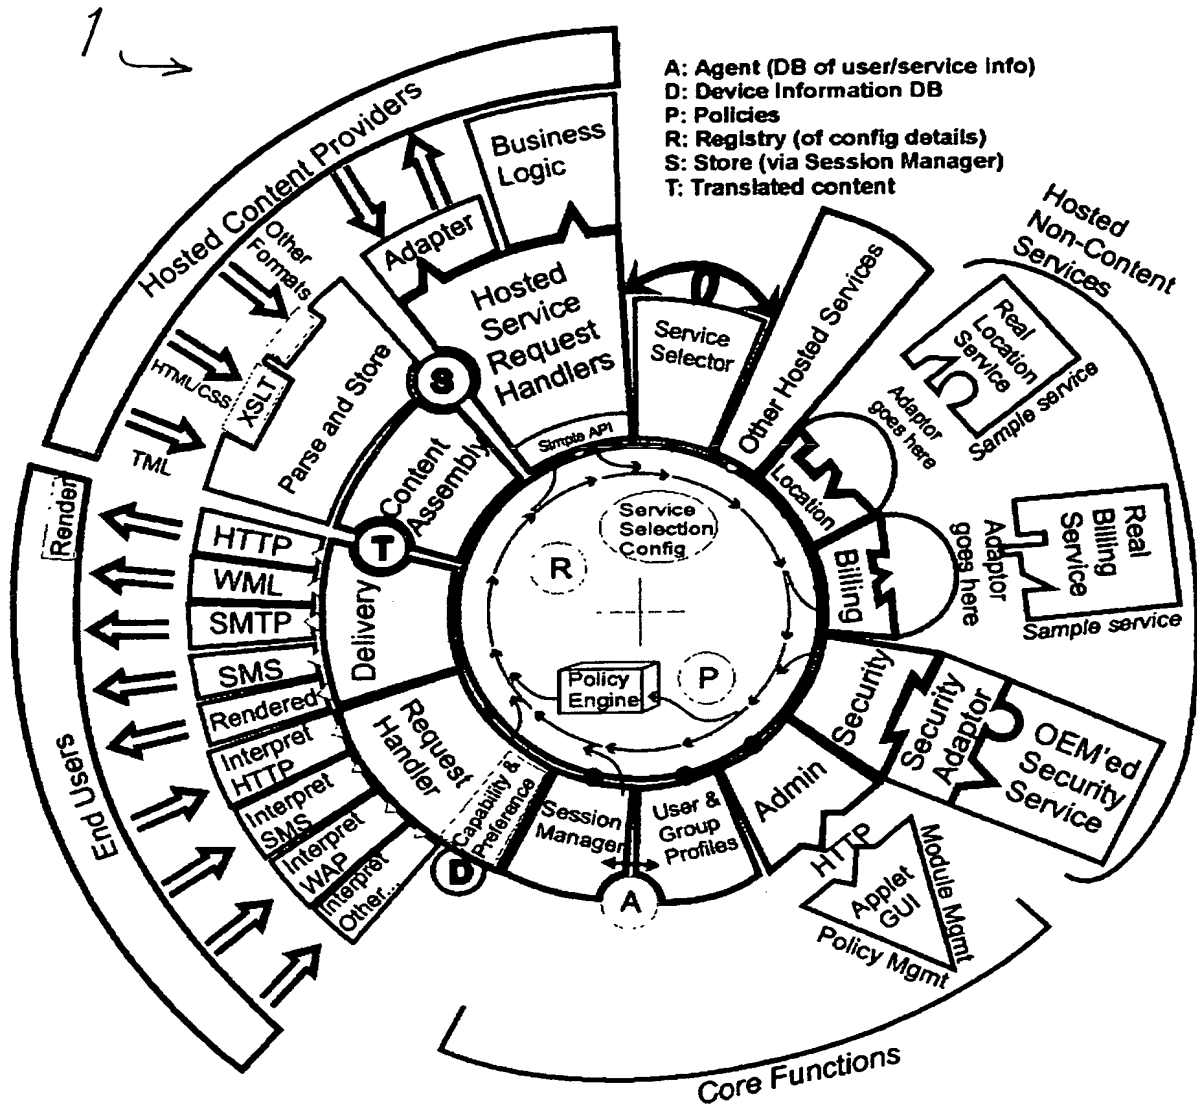 1
A: Agent (DB of user/service info)
D: Device Information DB
P: Policies
R: Registry (of config details)
S: Store (via Session Manager)
T: Translated content
Hosted Content Providers
Business
Logic
Adapter
Hosted
Service
Request
Handlers
Simple API
Service
Selector
Other Hosted Services
Hosted
Non-Content
Services
Real
Location
Service
Sample service
Adaptor
goes here
Location
Real
Billing
Service
Sample service
Adaptor
goes here
Billing
Other
Formats
HTML/CSS
TML
XSLT
Parse and Store
S
Content
Assembly
T
Render
HTTP
WML
SMTP
SMS
Rendered
Delivery
Interpret
HTTP
Interpret
SMS
Interpret
WAP
Interpret
Other...
End Users
Request
Handler
Capability &
Preference
D
Service
Selection
Config
R
Policy
Engine
P
Session
Manager
User &
Group
Profiles
A
Admin
Security
Security
Adaptor
OEM'ed
Security
Service
HTTP
Applet
GUI
Module Mgmt
Policy Mgmt
Core Functions